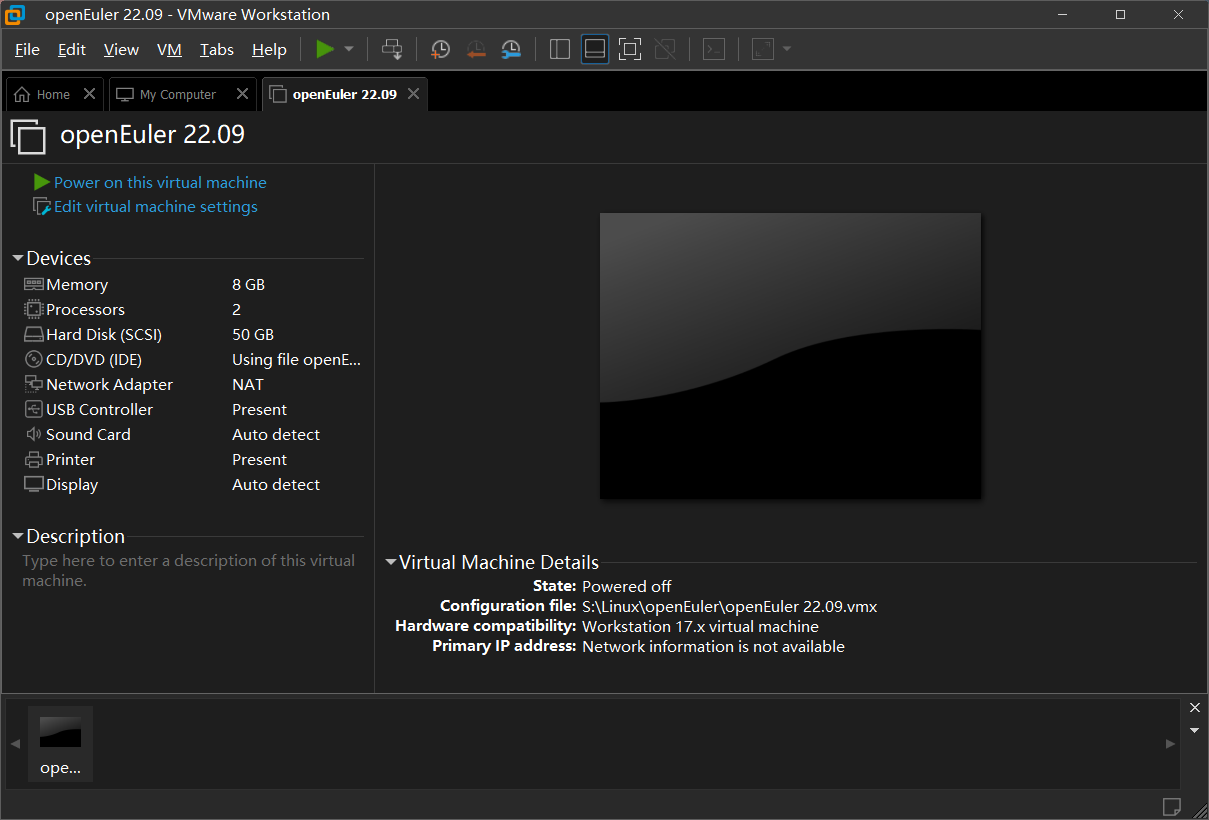 openEuler 22.09 - VMware Workstation
File Edit View VM Tabs Help
Home My Computer openEuler 22.09
openEuler 22.09
Power on this virtual machine
Edit virtual machine settings
Devices
Memory 8 GB
Processors 2
Hard Disk (SCSI) 50 GB
CD/DVD (IDE) Using file openE...
Network Adapter NAT
USB Controller Present
Sound Card Auto detect
Printer Present
Display Auto detect
Description
Type here to enter a description of this virtual
machine.
Virtual Machine Details
State: Powered off
Configuration file: S:\Linux\openEuler\openEuler 22.09.vmx
Hardware compatibility: Workstation 17.x virtual machine
Primary IP address: Network information is not available
ope...